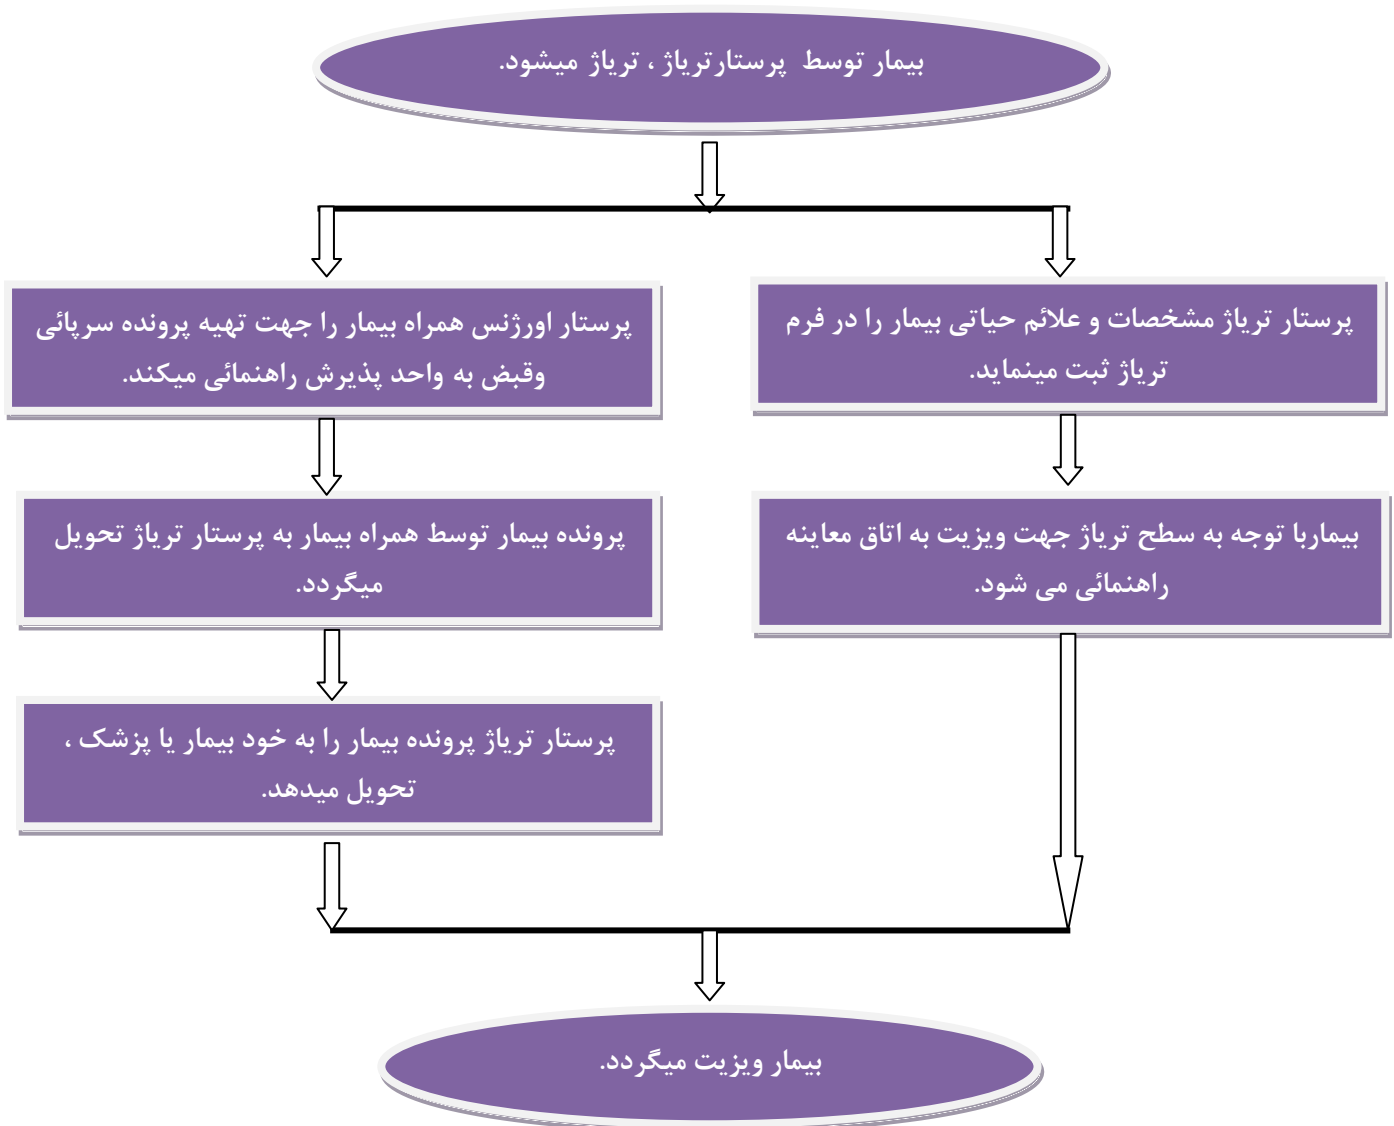 بیمار توسط پرستارتریاژ ، تریاژ میشود.
پرستار تریاژ مشخصات و علائم حیاتی بیمار را در فرم
تریاژ ثبت مینماید.
پرستار اورژنس همراه بیمار را جهت تهیه پرونده سرپائی
وقبض به واحد پذیرش راهنمائی میکند.
بیماربا توجه به سطح تریاژ جهت ویزیت به اتاق معاینه
راهنمائی می شود.
پرونده بیمار توسط همراه بیمار به پرستار تریاژ تحویل
میگردد.
پرستار تریاژ پرونده بیمار را به خود بیمار یا پزشک ،
تحویل میدهد.
بیمار ویزیت میگردد.